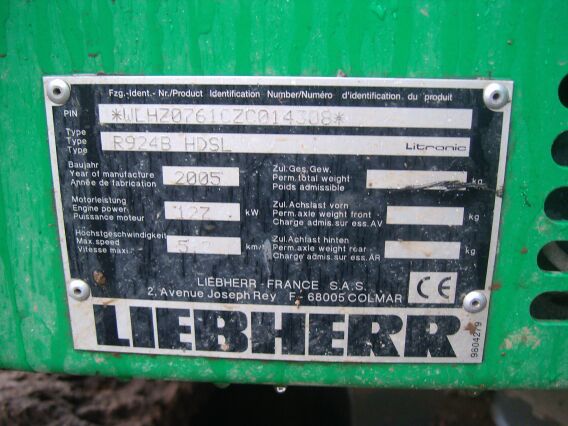 Fzg.-Ident.- Nr./Product Identification Number/Numéro d'identification du produit
PIN *WLHZ0761CZC014308*
Type
Type R924B HDSL Litronic
Baujahr
Year of manufacture 2005
Année de fabrication
Zul.Ges.Gew.
Perm.total weight kg
Poids admissible
Motorleistung
Engine power 127 kW
Puissance moteur
Zul.Achslast vorn
Perm.axle weight front kg
Charge admis.sur ess.AV
Höchstgeschwindigkeit
Max.speed km/h
Vitesse maxi.
Zul.Achslast hinten
Perm.axle weight rear kg
Charge admis.sur ess.AR
LIEBHERR-FRANCE S.A.S.
2, Avenue Joseph Rey F-68005 COLMAR
CE
LIEBHERR
9804279